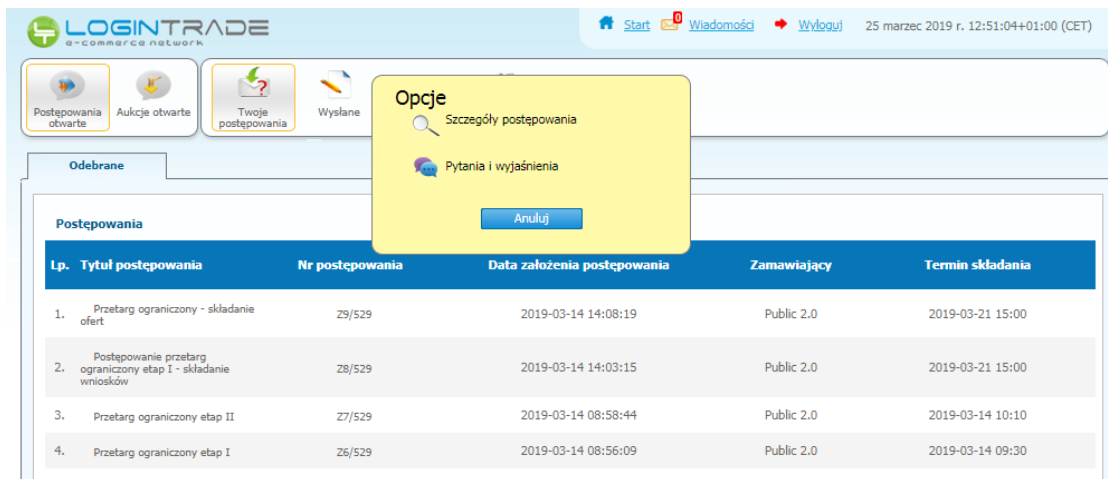 LOGINTRADE
e-commerce network
Start 0 Wiadomości Wyloguj 25 marzec 2019 r. 12:51:04+01:00 (CET)
Postępowania otwarte
Aukcje otwarte
Twoje postępowania
Wysłane
Opcje
Szczegóły postępowania
Pytania i wyjaśnienia
Anuluj
Odebrane
Postępowania
Lp. Tytuł postępowania Nr postępowania Data założenia postępowania Zamawiający Termin składania
1. Przetarg ograniczony - składanie ofert Z9/529 2019-03-14 14:08:19 Public 2.0 2019-03-21 15:00
2. Postępowanie przetarg ograniczony etap I - składanie wniosków Z8/529 2019-03-14 14:03:15 Public 2.0 2019-03-21 15:00
3. Przetarg ograniczony etap II Z7/529 2019-03-14 08:58:44 Public 2.0 2019-03-14 10:10
4. Przetarg ograniczony etap I Z6/529 2019-03-14 08:56:09 Public 2.0 2019-03-14 09:30